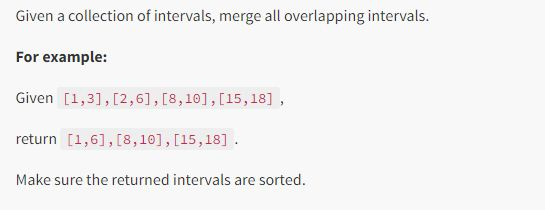 Given a collection of intervals, merge all overlapping intervals.
For example:
Given [1,3],[2,6],[8,10],[15,18] ,
return [1,6],[8,10],[15,18] .
Make sure the returned intervals are sorted.